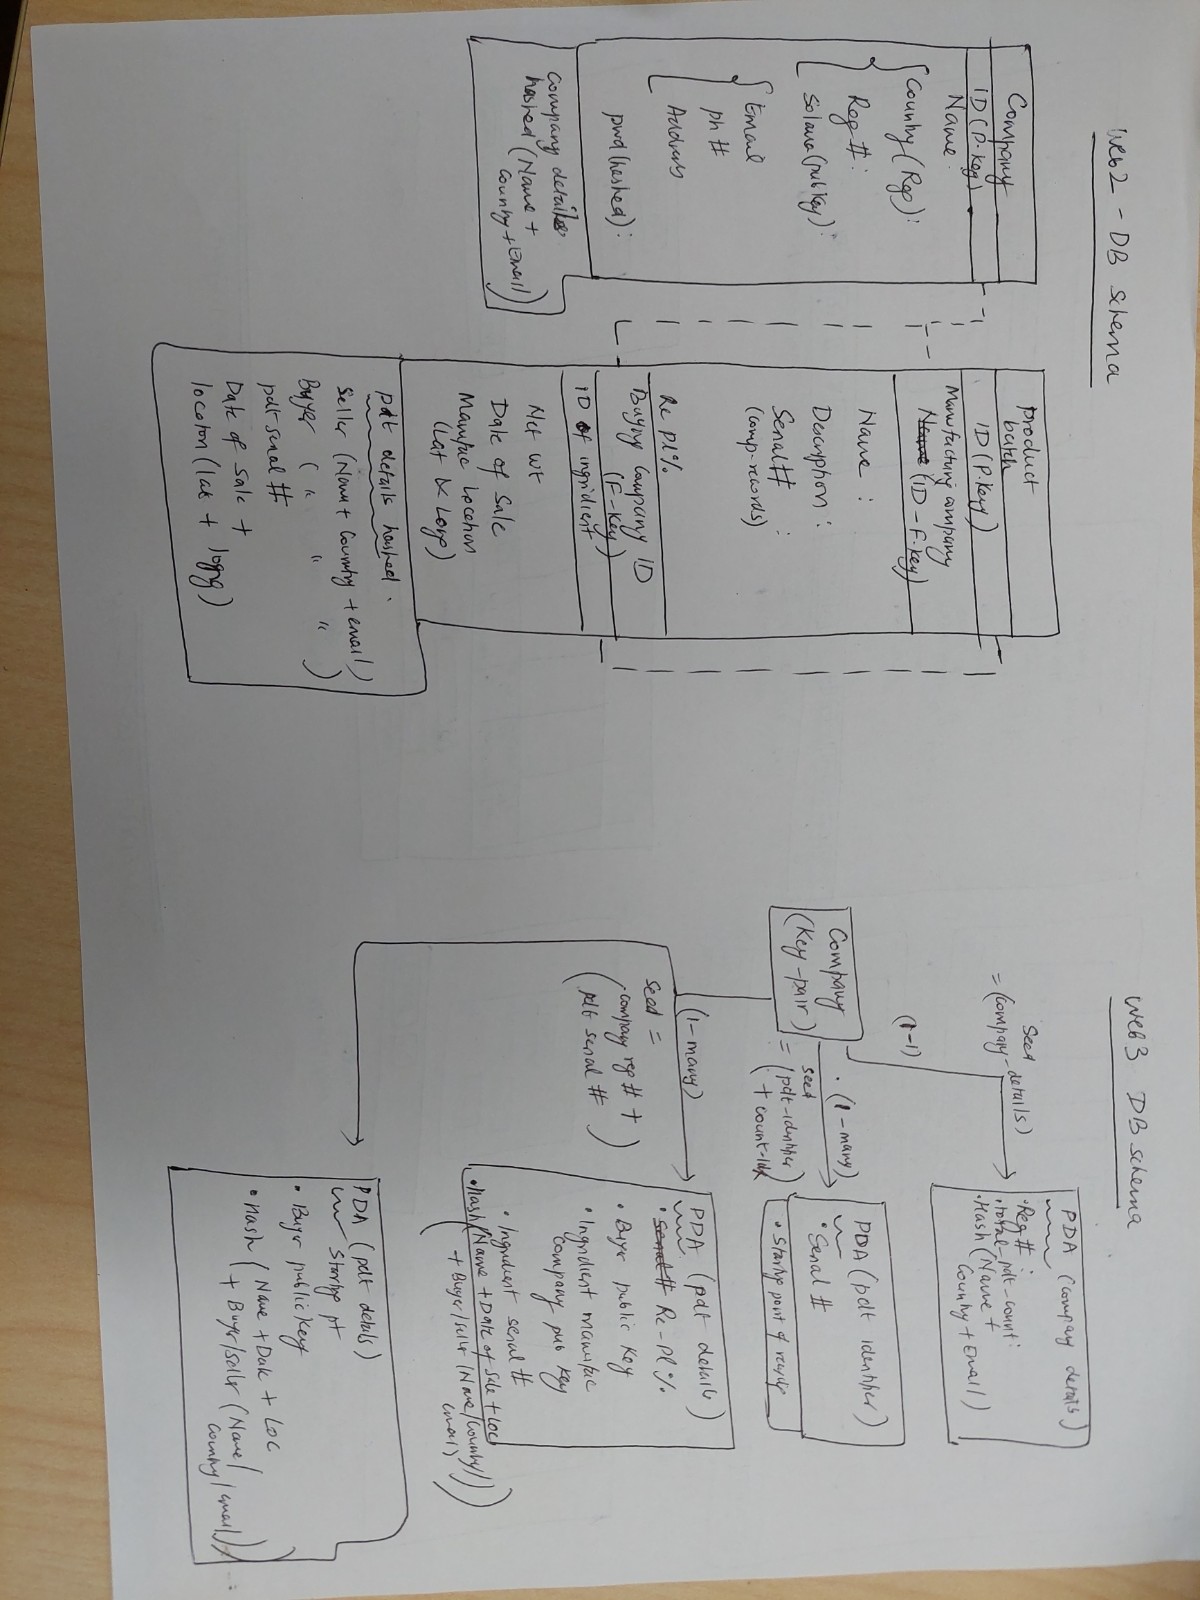 Web2 - DB schema
Company
ID (P. Key)
Name:
Country (Reg):
Reg #:
Solana (pubKey):
Email
ph #
Address
pwd (hashed):
Company details
hashed (Name +
Country + Email)
product
batch
ID (P. Key)
Manufacturing company
Name (ID - F. Key)
Name :
Description :
Serial # :
(comp. records)
Re Pl %
Buying Company ID
(F - Key)
ID of ingridient
Net wt
Date of Sale
Manufac Location
(Lat & Long)
pdt details hashed.
Seller (Name + Country + email)
Buyer ( " " " )
pdt serial #
Date of Sale +
location (lat + long)
Web3 DB schema
Seed
= (company-details)
(1-1)
Company
(Key-pair)
(1 - many)
seed
= (pdt-identifier
+ count-idx)
(1 - many)
seed =
(company reg # +
pdt serial #)
PDA (company details)
• Reg # :
• total_pdt_count:
• Hash (Name +
Country + Email)
PDA (pdt identifier)
• Serial #
• Starting point of recycle
PDA (pdt details)
• Serial # Re-Pl %
• Buyer public Key
• Ingridient manufac
company pub Key
• Ingridient serial #
• Hash (Name + Date of Sale + Loc
+ Buyer/seller (Name/Country/
email))
PDA (pdt details)
Starting pt
• Buyer public Key
• Hash (Name + Date + Loc
+ Buyer/seller (Name/
Country/email))